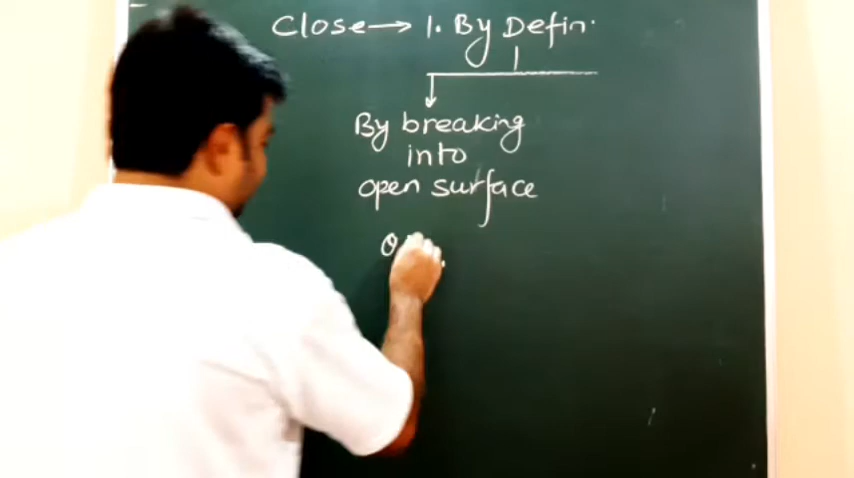 Close → 1. By Defin.
By breaking
into
open surface